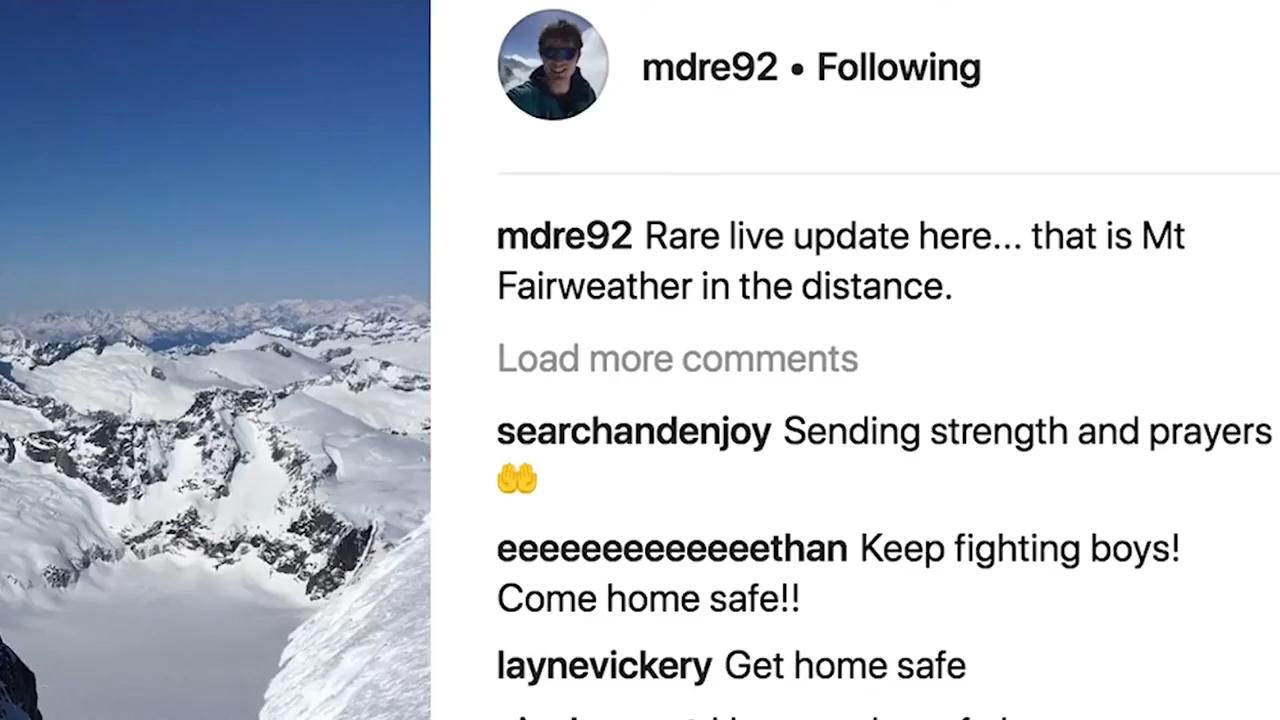 mdre92 • Following
mdre92 Rare live update here... that is Mt
Fairweather in the distance.
Load more comments
searchandenjoy Sending strength and prayers
🤲
eeeeeeeeeeeeethan Keep fighting boys!
Come home safe!!
laynevickery Get home safe